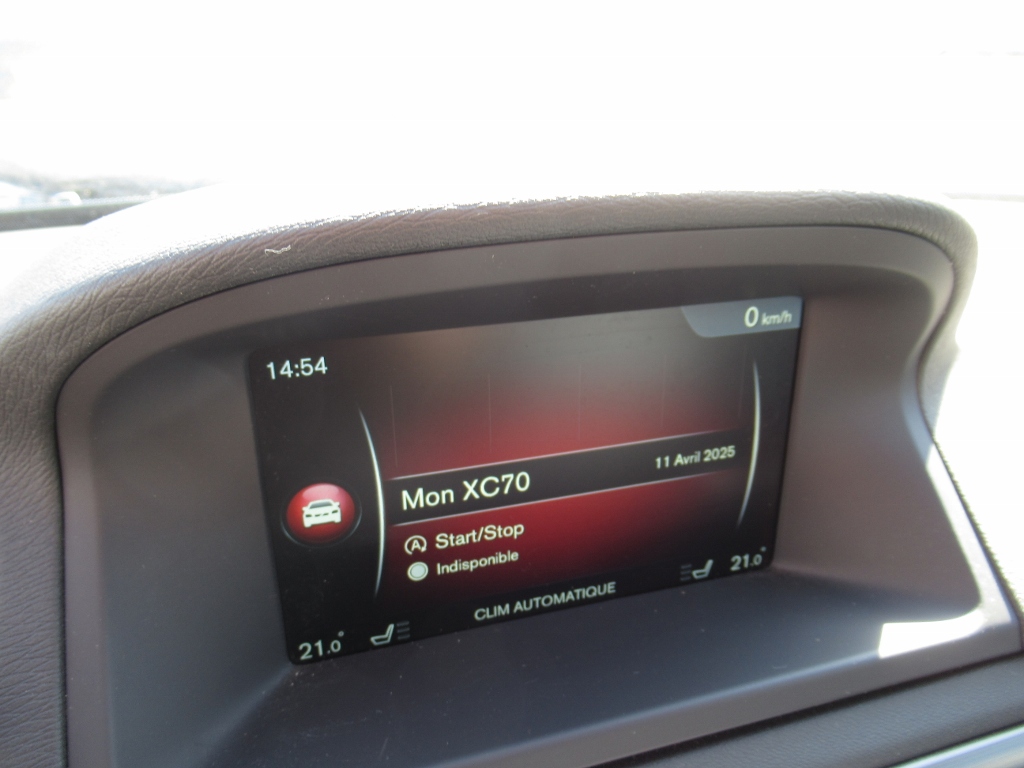 0 km/h
14:54
11 Avril 2025
Mon XC70
Start/Stop
Indisponible
CLIM AUTOMATIQUE
21.0°
21.0°